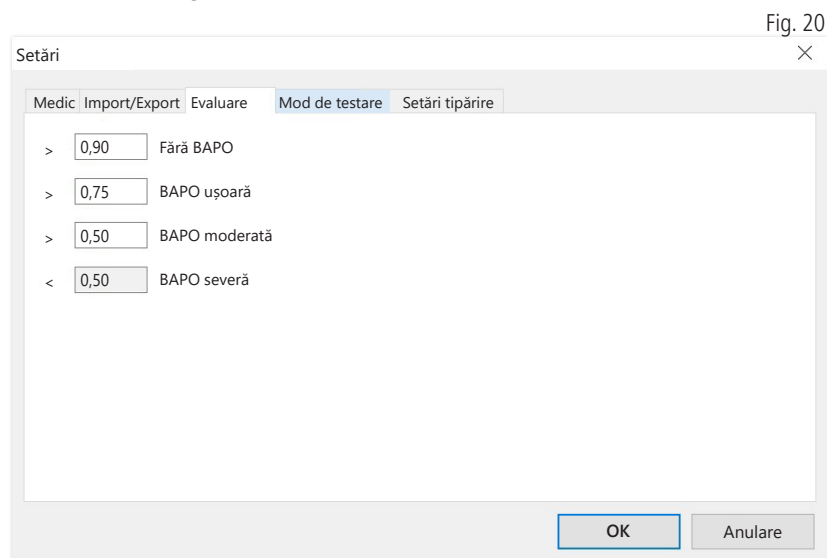 Fig. 20
Setări
Medic Import/Export Evaluare Mod de testare Setări tipărire
> 0,90 Fără BAPO
> 0,75 BAPO ușoară
> 0,50 BAPO moderată
< 0,50 BAPO severă
OK Anulare